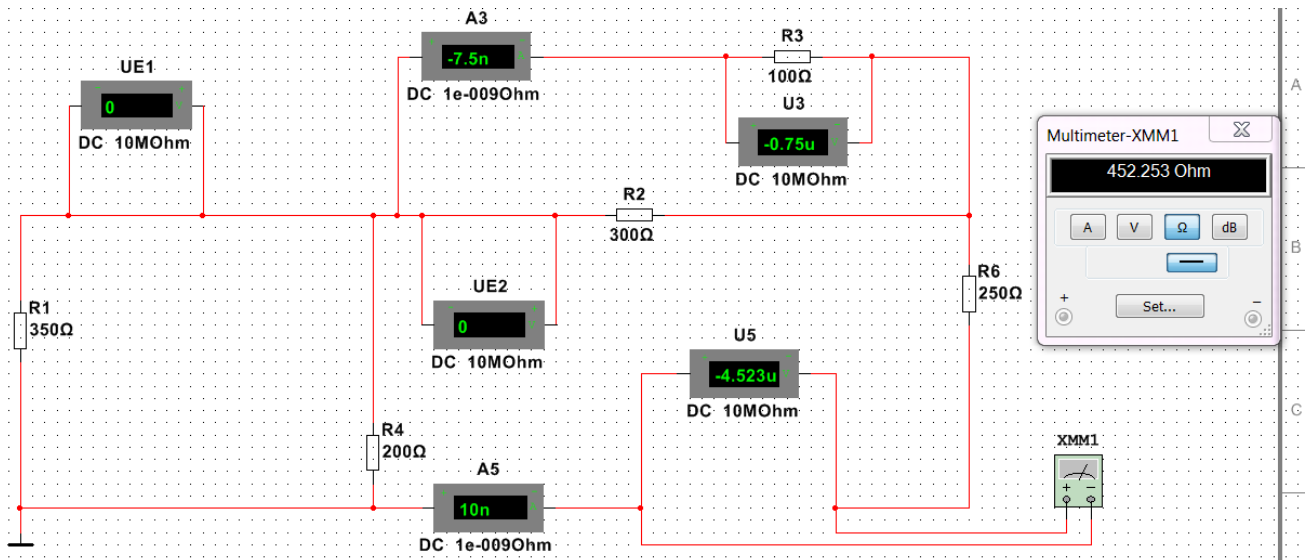 A3
-7.5n
DC 1e-009Ohm
R3
100Ω
UE1
0
DC 10MOhm
U3
-0.75u
DC 10MOhm
A
Multimeter-XMM1
452.253 Ohm
A V Ω dB
+ Set... −
R2
300Ω
B
UE2
0
DC 10MOhm
R6
250Ω
R1
350Ω
U5
-4.523u
DC 10MOhm
C
R4
200Ω
A5
10n
DC 1e-009Ohm
XMM1
+ −